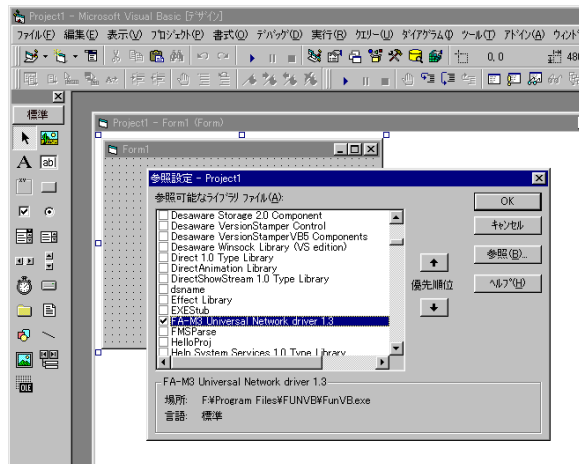 Project1 - Microsoft Visual Basic [デザイン]
ファイル(F) 編集(E) 表示(V) プロジェクト(P) 書式(O) デバッグ(D) 実行(R) クエリー(U) ダイアグラム(I) ツール(T) アドイン(A) ウィンド
0, 0 480
標準
Project1 - Form1 (Form)
A ab|
Form1
xv
参照設定 - Project1
参照可能なライブラリ ファイル(A):
Desaware Storage 2.0 Component
Desaware VersionStamper Control
Desaware VersionStamperVB5 Components
Desaware Winsock Library (VS edition)
Direct 1.0 Type Library
DirectAnimation Library
DirectShowStream 1.0 Type Library
dsname
Effect Library
EXEStub
FA-M3 Universal Network driver 1.3
FMSParse
HelloProj
Help System Services 1.0 Type Library
OK
キャンセル
参照(B)...
優先順位
ヘルプ(H)
FA-M3 Universal Network driver 1.3
場所: F:¥Program Files¥FUNVB¥FunVB.exe
言語: 標準
OLE